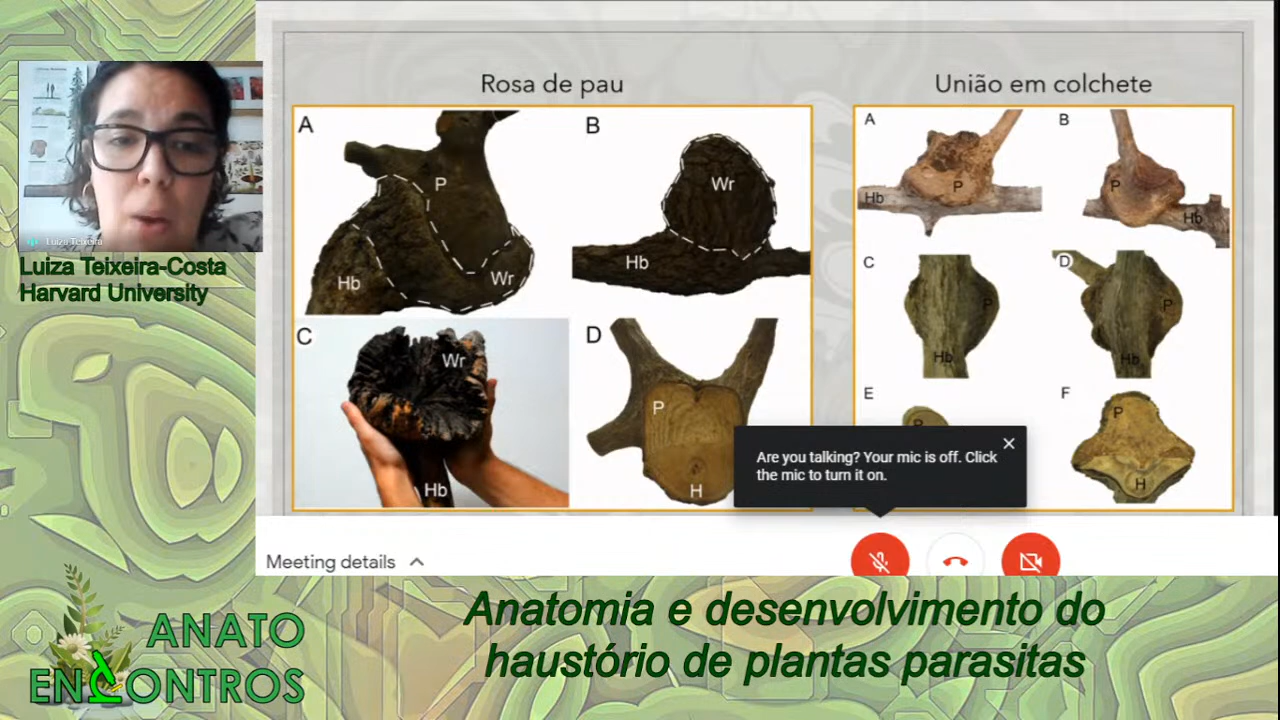 Rosa de pau
União em colchete
A
P
Hb
Wr
B
Wr
Hb
C
Wr
Hb
D
P
H
A
P
Hb
B
P
Hb
C
P
Hb
D
P
Hb
E
P
F
P
H
Luiza Teixeira
Luiza Teixeira-Costa
Harvard University
Are you talking? Your mic is off. Click
the mic to turn it on.
Meeting details
ANATO
ENCONTROS
Anatomia e desenvolvimento do
haustório de plantas parasitas